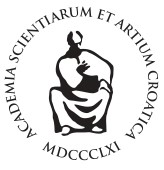 ACADEMIA SCIENTIARUM ET ARTIUM CROATICA
MDCCCLXI